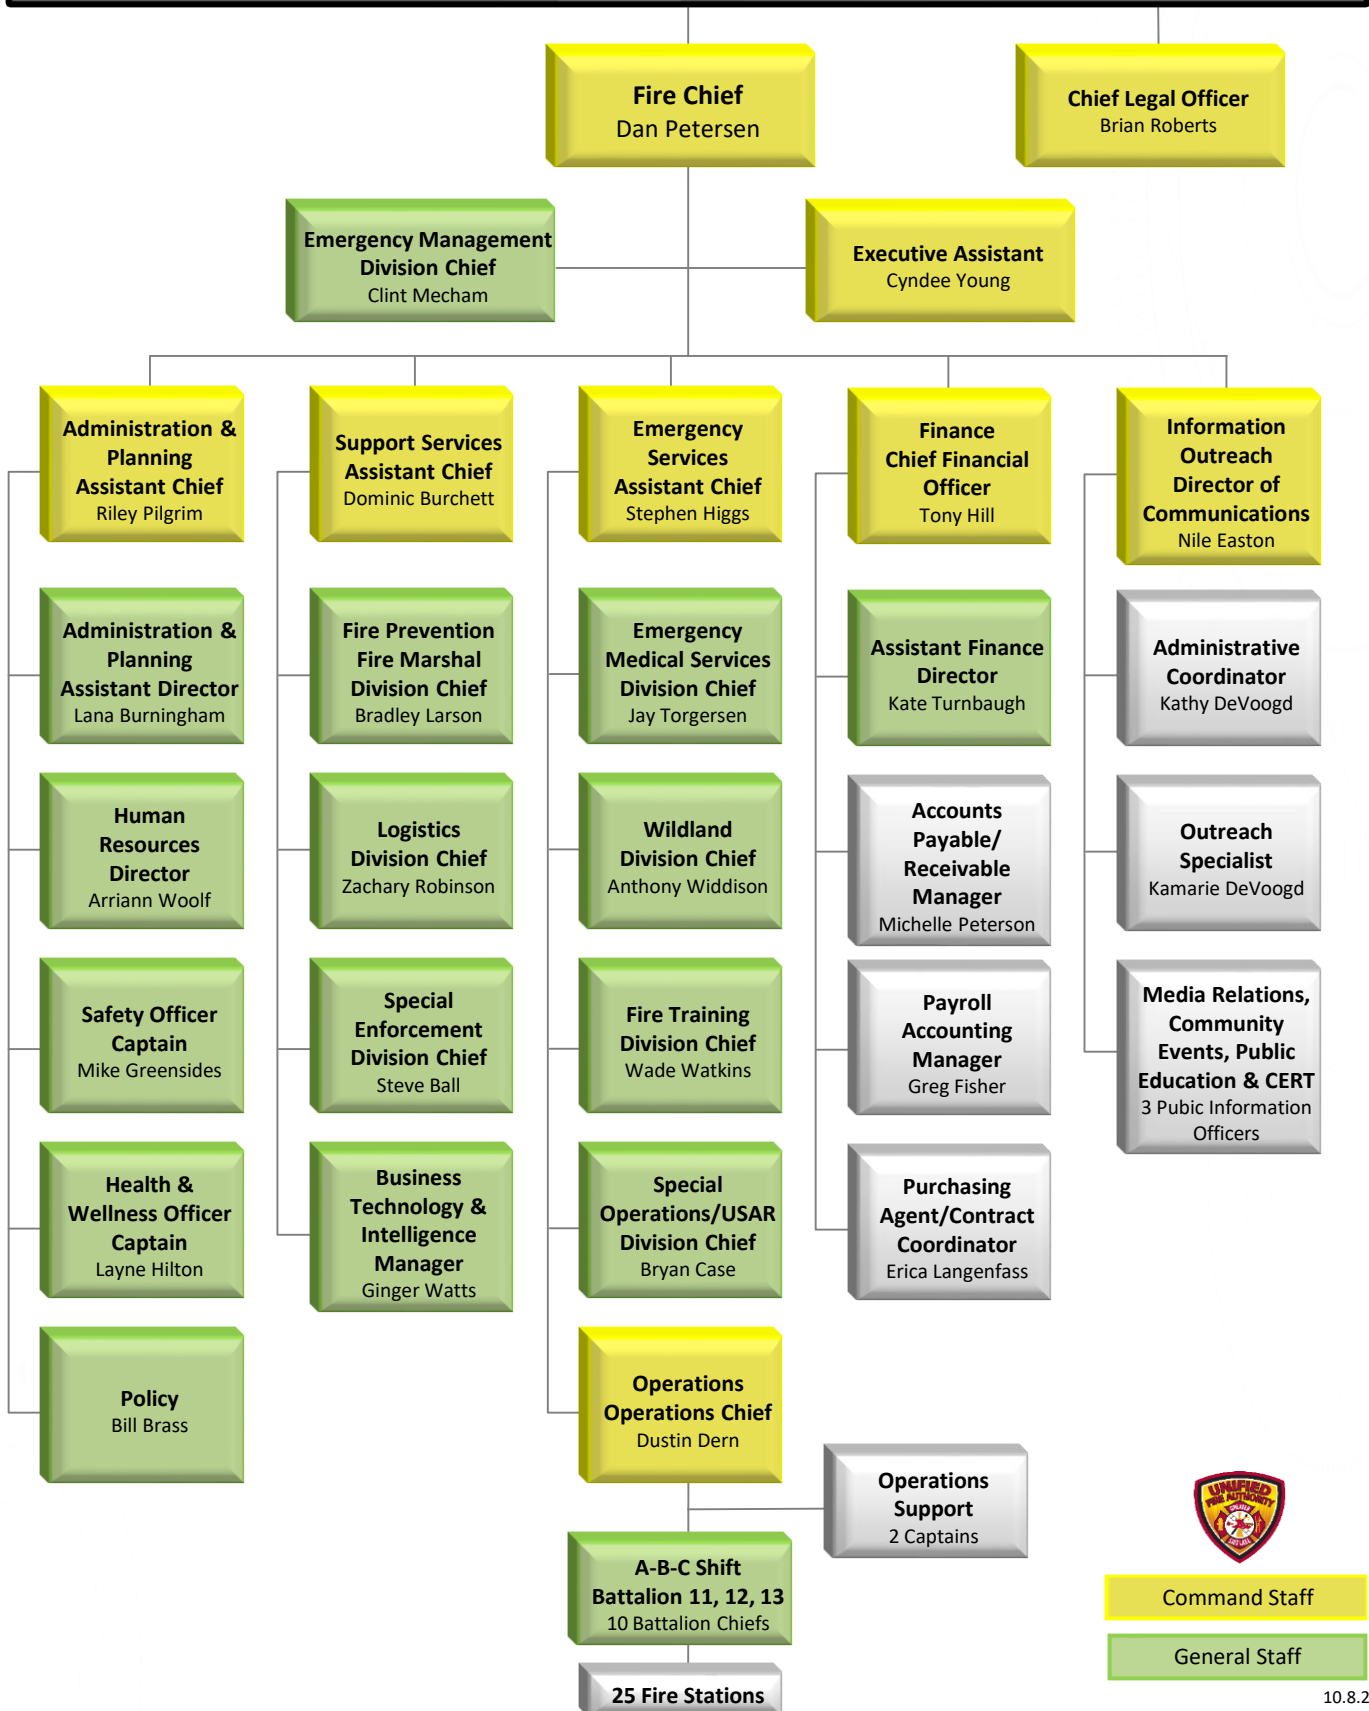 Fire Chief
Dan Petersen
Chief Legal Officer
Brian Roberts
Emergency Management
Division Chief
Clint Mecham
Executive Assistant
Cyndee Young
Administration &
Planning
Assistant Chief
Riley Pilgrim
Support Services
Assistant Chief
Dominic Burchett
Emergency
Services
Assistant Chief
Stephen Higgs
Finance
Chief Financial
Officer
Tony Hill
Information
Outreach
Director of
Communications
Nile Easton
Administration &
Planning
Assistant Director
Lana Burningham
Fire Prevention
Fire Marshal
Division Chief
Bradley Larson
Emergency
Medical Services
Division Chief
Jay Torgersen
Assistant Finance
Director
Kate Turnbaugh
Administrative
Coordinator
Kathy DeVoogd
Human
Resources
Director
Arriann Woolf
Logistics
Division Chief
Zachary Robinson
Wildland
Division Chief
Anthony Widdison
Accounts
Payable/
Receivable
Manager
Michelle Peterson
Outreach
Specialist
Kamarie DeVoogd
Safety Officer
Captain
Mike Greensides
Special
Enforcement
Division Chief
Steve Ball
Fire Training
Division Chief
Wade Watkins
Payroll
Accounting
Manager
Greg Fisher
Media Relations,
Community
Events, Public
Education & CERT
3 Pubic Information
Officers
Health &
Wellness Officer
Captain
Layne Hilton
Business
Technology &
Intelligence
Manager
Ginger Watts
Special
Operations/USAR
Division Chief
Bryan Case
Purchasing
Agent/Contract
Coordinator
Erica Langenfass
Policy
Bill Brass
Operations
Operations Chief
Dustin Dern
Operations
Support
2 Captains
A-B-C Shift
Battalion 11, 12, 13
10 Battalion Chiefs
25 Fire Stations
UNIFIED
FIRE AUTHORITY
GREATER
SALT LAKE
Command Staff
General Staff
10.8.2